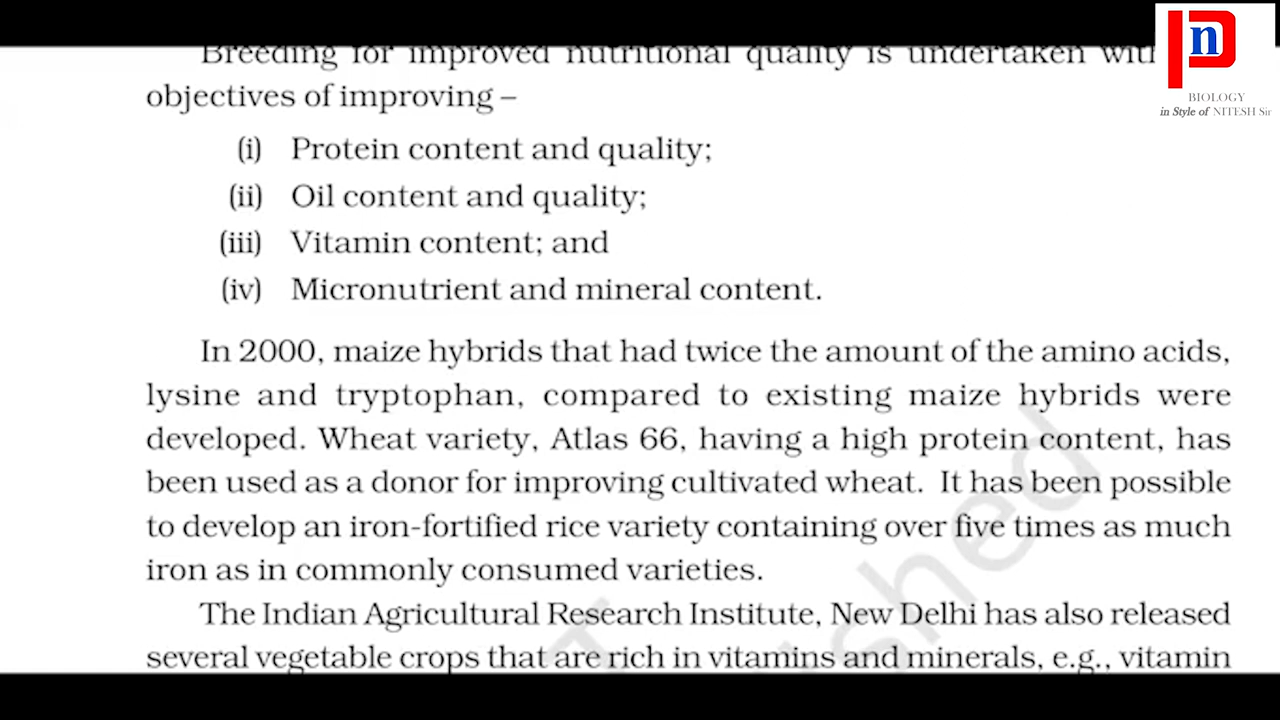 n
BIOLOGY
in Style of NITESH Sir
Breeding for improved nutritional quality is undertaken
objectives of improving –
(i) Protein content and quality;
(ii) Oil content and quality;
(iii) Vitamin content; and
(iv) Micronutrient and mineral content.
In 2000, maize hybrids that had twice the amount of the amino acids,
lysine and tryptophan, compared to existing maize hybrids were
developed. Wheat variety, Atlas 66, having a high protein content, has
been used as a donor for improving cultivated wheat. It has been possible
to develop an iron-fortified rice variety containing over five times as much
iron as in commonly consumed varieties.
The Indian Agricultural Research Institute, New Delhi has also released
several vegetable crops that are rich in vitamins and minerals, e.g., vitamin